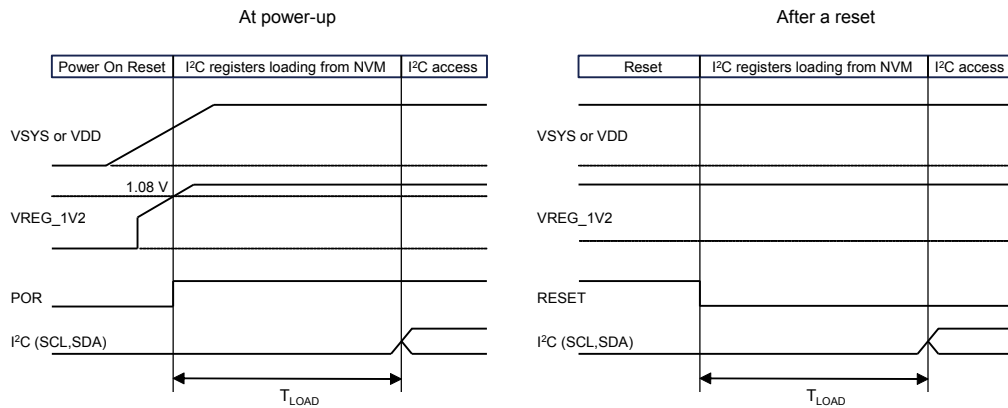 At power-up
Power On Reset I²C registers loading from NVM I²C access
VSYS or VDD
1.08 V
VREG_1V2
POR
I²C (SCL,SDA)
T_LOAD
After a reset
Reset I²C registers loading from NVM I²C access
VSYS or VDD
VREG_1V2
RESET
I²C (SCL,SDA)
T_LOAD